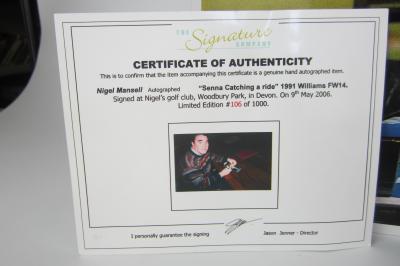 THE
Signature
COMPANY
CERTIFICATE OF AUTHENTICITY
This is to confirm that the item accompanying this certificate is a genuine hand autographed item.
Nigel Mansell Autographed "Senna Catching a ride" 1991 Williams FW14.
Signed at Nigel's golf club, Woodbury Park, in Devon. On 9th May 2006.
Limited Edition #106 of 1000.
I personally guarantee the signing
Jason Jenner - Director